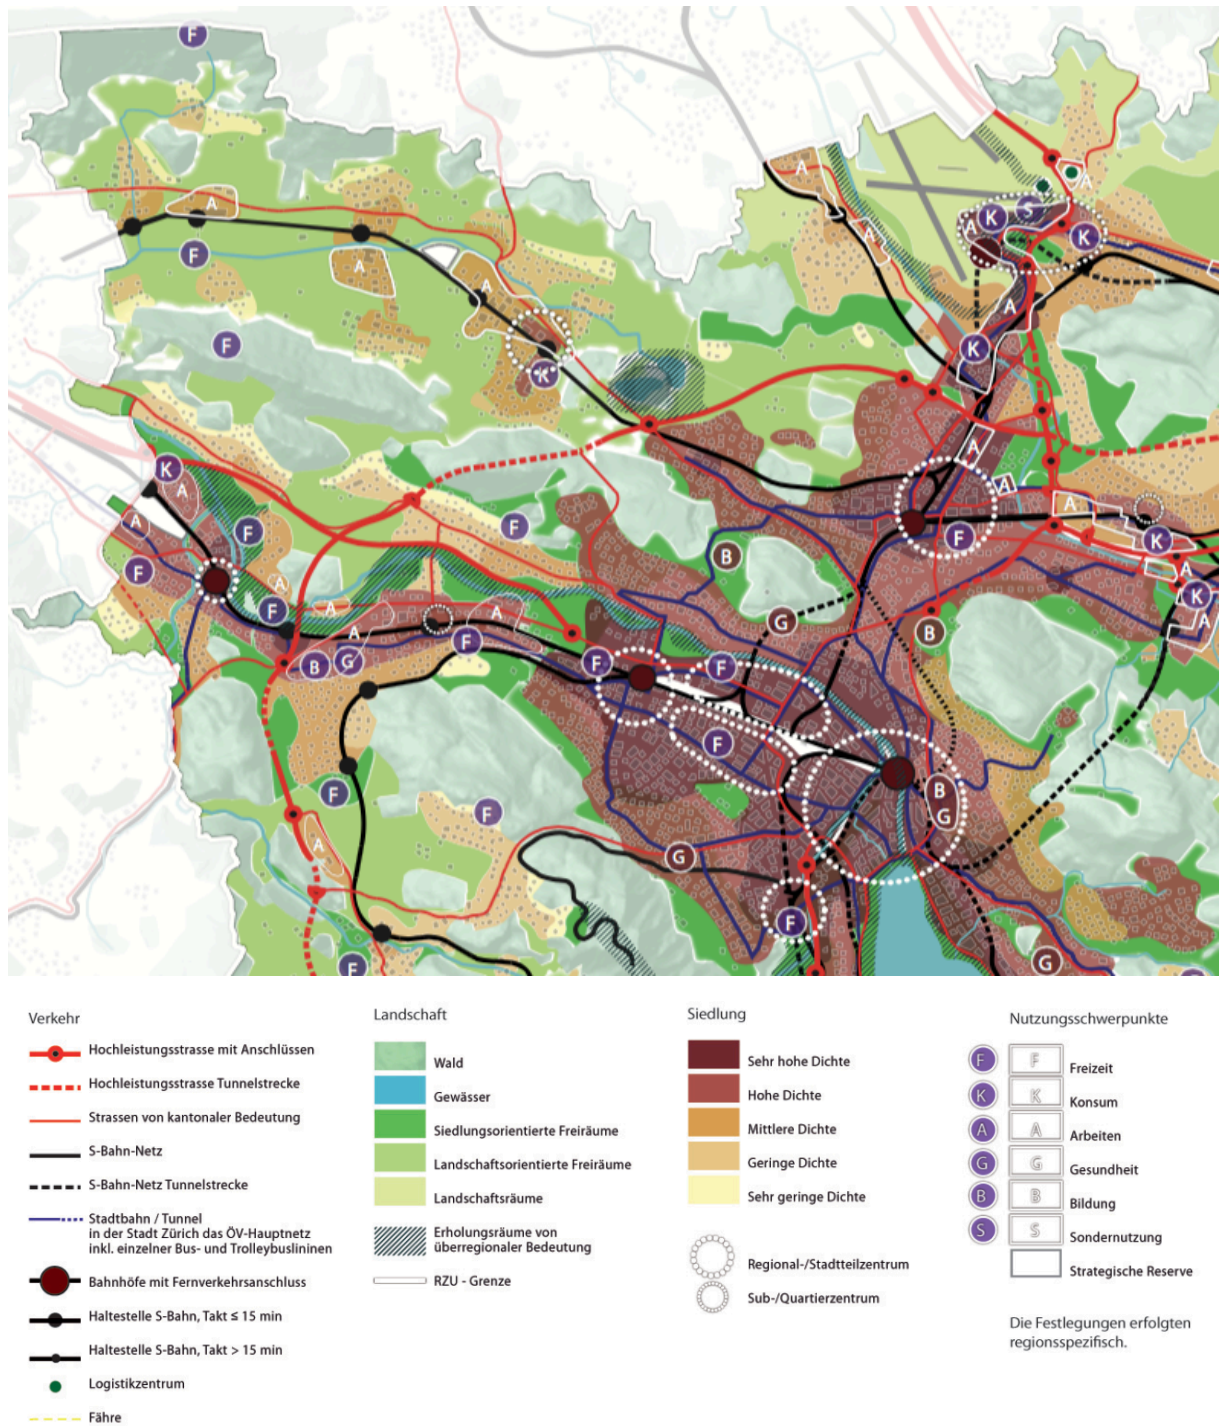 F
A
A
K
S
K
A
A
A
F
A
A
A
F
K
K
A
K
A
A
A
A
F
F
F
B
K
A
F
A
K
F
A
G
B
A
A
A
F
F
B
G
F
F
F
F
B
G
F
F
A
G
F
F
G
Verkehr
Hochleistungsstrasse mit Anschlüssen
Hochleistungsstrasse Tunnelstrecke
Strassen von kantonaler Bedeutung
S-Bahn-Netz
S-Bahn-Netz Tunnelstrecke
Stadtbahn / Tunnel
in der Stadt Zürich das ÖV-Hauptnetz
inkl. einzelner Bus- und Trolleybuslininen
Bahnhöfe mit Fernverkehrsanschluss
Haltestelle S-Bahn, Takt ≤ 15 min
Haltestelle S-Bahn, Takt > 15 min
Logistikzentrum
Fähre
Landschaft
Wald
Gewässer
Siedlungsorientierte Freiräume
Landschaftsorientierte Freiräume
Landschaftsräume
Erholungsräume von
überregionaler Bedeutung
RZU - Grenze
Siedlung
Sehr hohe Dichte
Hohe Dichte
Mittlere Dichte
Geringe Dichte
Sehr geringe Dichte
Regional-/Stadtteilzentrum
Sub-/Quartierzentrum
Nutzungsschwerpunkte
F F Freizeit
K K Konsum
A A Arbeiten
G G Gesundheit
B B Bildung
S S Sondernutzung
Strategische Reserve
Die Festlegungen erfolgten
regionsspezifisch.